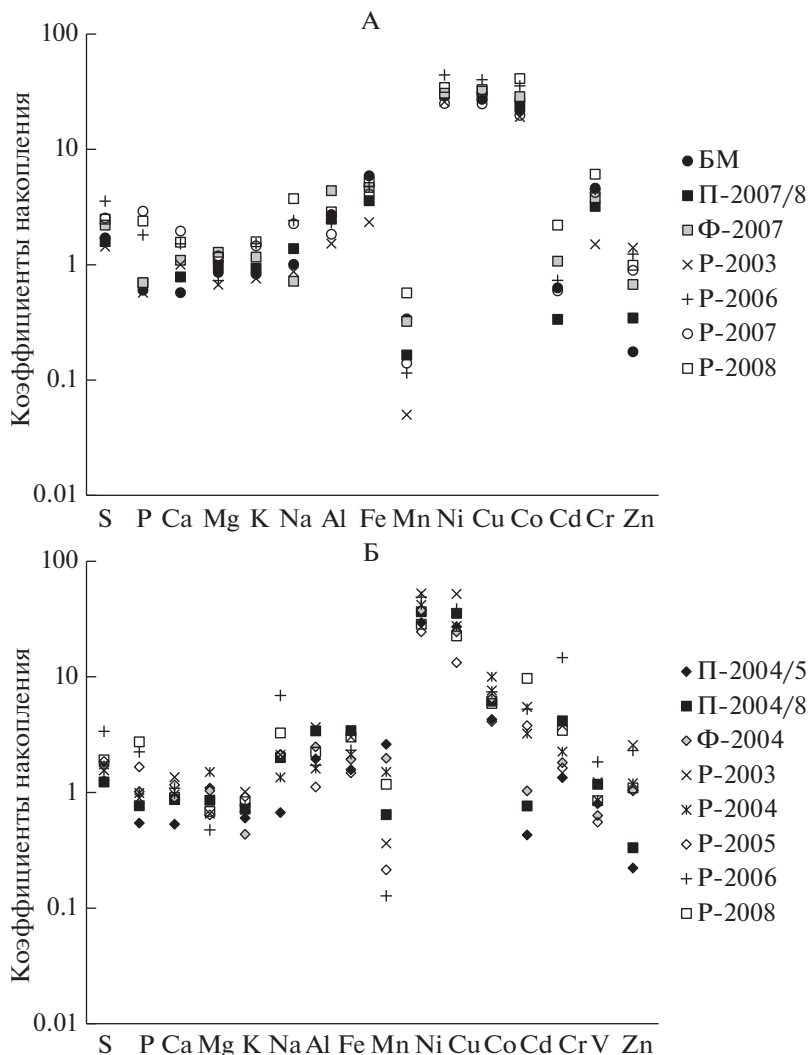 А
Коэффициенты накопления
100
10
1
0.1
0.01
S P Ca Mg K Na Al Fe Mn Ni Cu Co Cd Cr Zn
БМ
П-2007/8
Ф-2007
Р-2003
Р-2006
Р-2007
Р-2008
Б
Коэффициенты накопления
100
10
1
0.1
0.01
S P Ca Mg K Na Al Fe Mn Ni Cu Co Cd Cr V Zn
П-2004/5
П-2004/8
Ф-2004
Р-2003
Р-2004
Р-2005
Р-2006
Р-2008